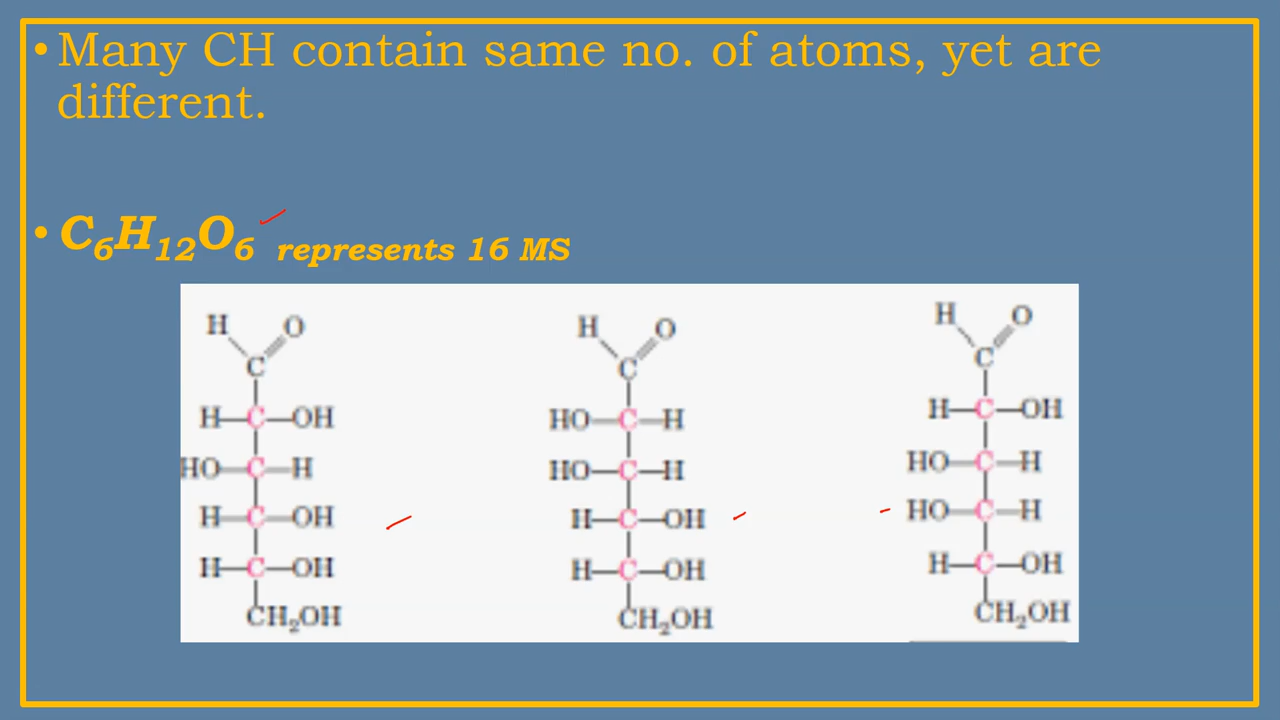 • Many CH contain same no. of atoms, yet are
different.
• C₆H₁₂O₆ represents 16 MS
H O H O H O
C C C
H—C—OH HO—C—H H—C—OH
HO—C—H HO—C—H HO—C—H
H—C—OH H—C—OH HO—C—H
H—C—OH H—C—OH H—C—OH
CH₂OH CH₂OH CH₂OH